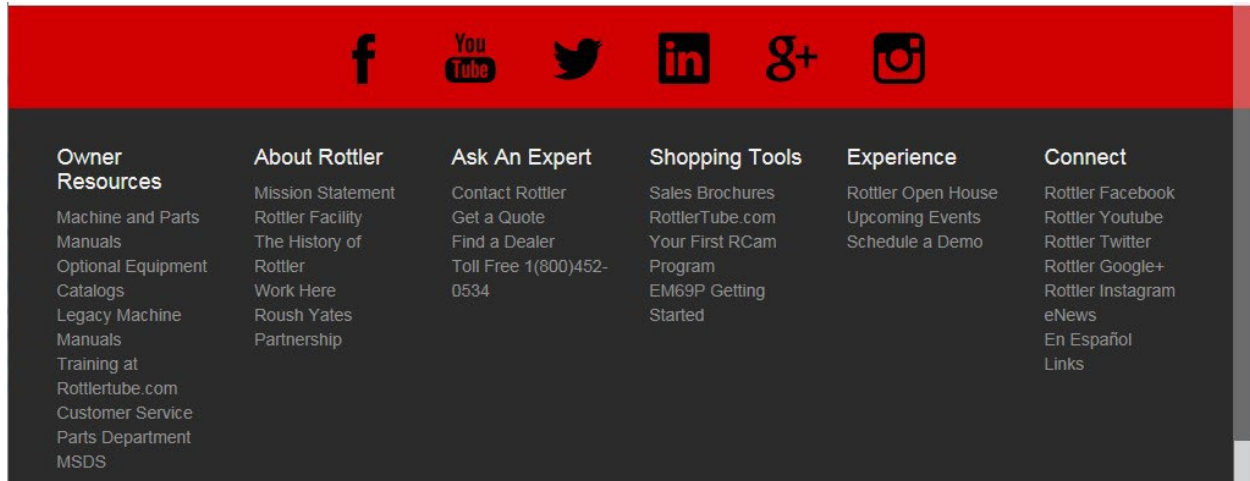 f
You
Tube
in
g+
Owner
Resources
Machine and Parts
Manuals
Optional Equipment
Catalogs
Legacy Machine
Manuals
Training at
Rottlertube.com
Customer Service
Parts Department
MSDS
About Rottler
Mission Statement
Rottler Facility
The History of
Rottler
Work Here
Roush Yates
Partnership
Ask An Expert
Contact Rottler
Get a Quote
Find a Dealer
Toll Free 1(800)452-
0534
Shopping Tools
Sales Brochures
RottlerTube.com
Your First RCam
Program
EM69P Getting
Started
Experience
Rottler Open House
Upcoming Events
Schedule a Demo
Connect
Rottler Facebook
Rottler Youtube
Rottler Twitter
Rottler Google+
Rottler Instagram
eNews
En Español
Links